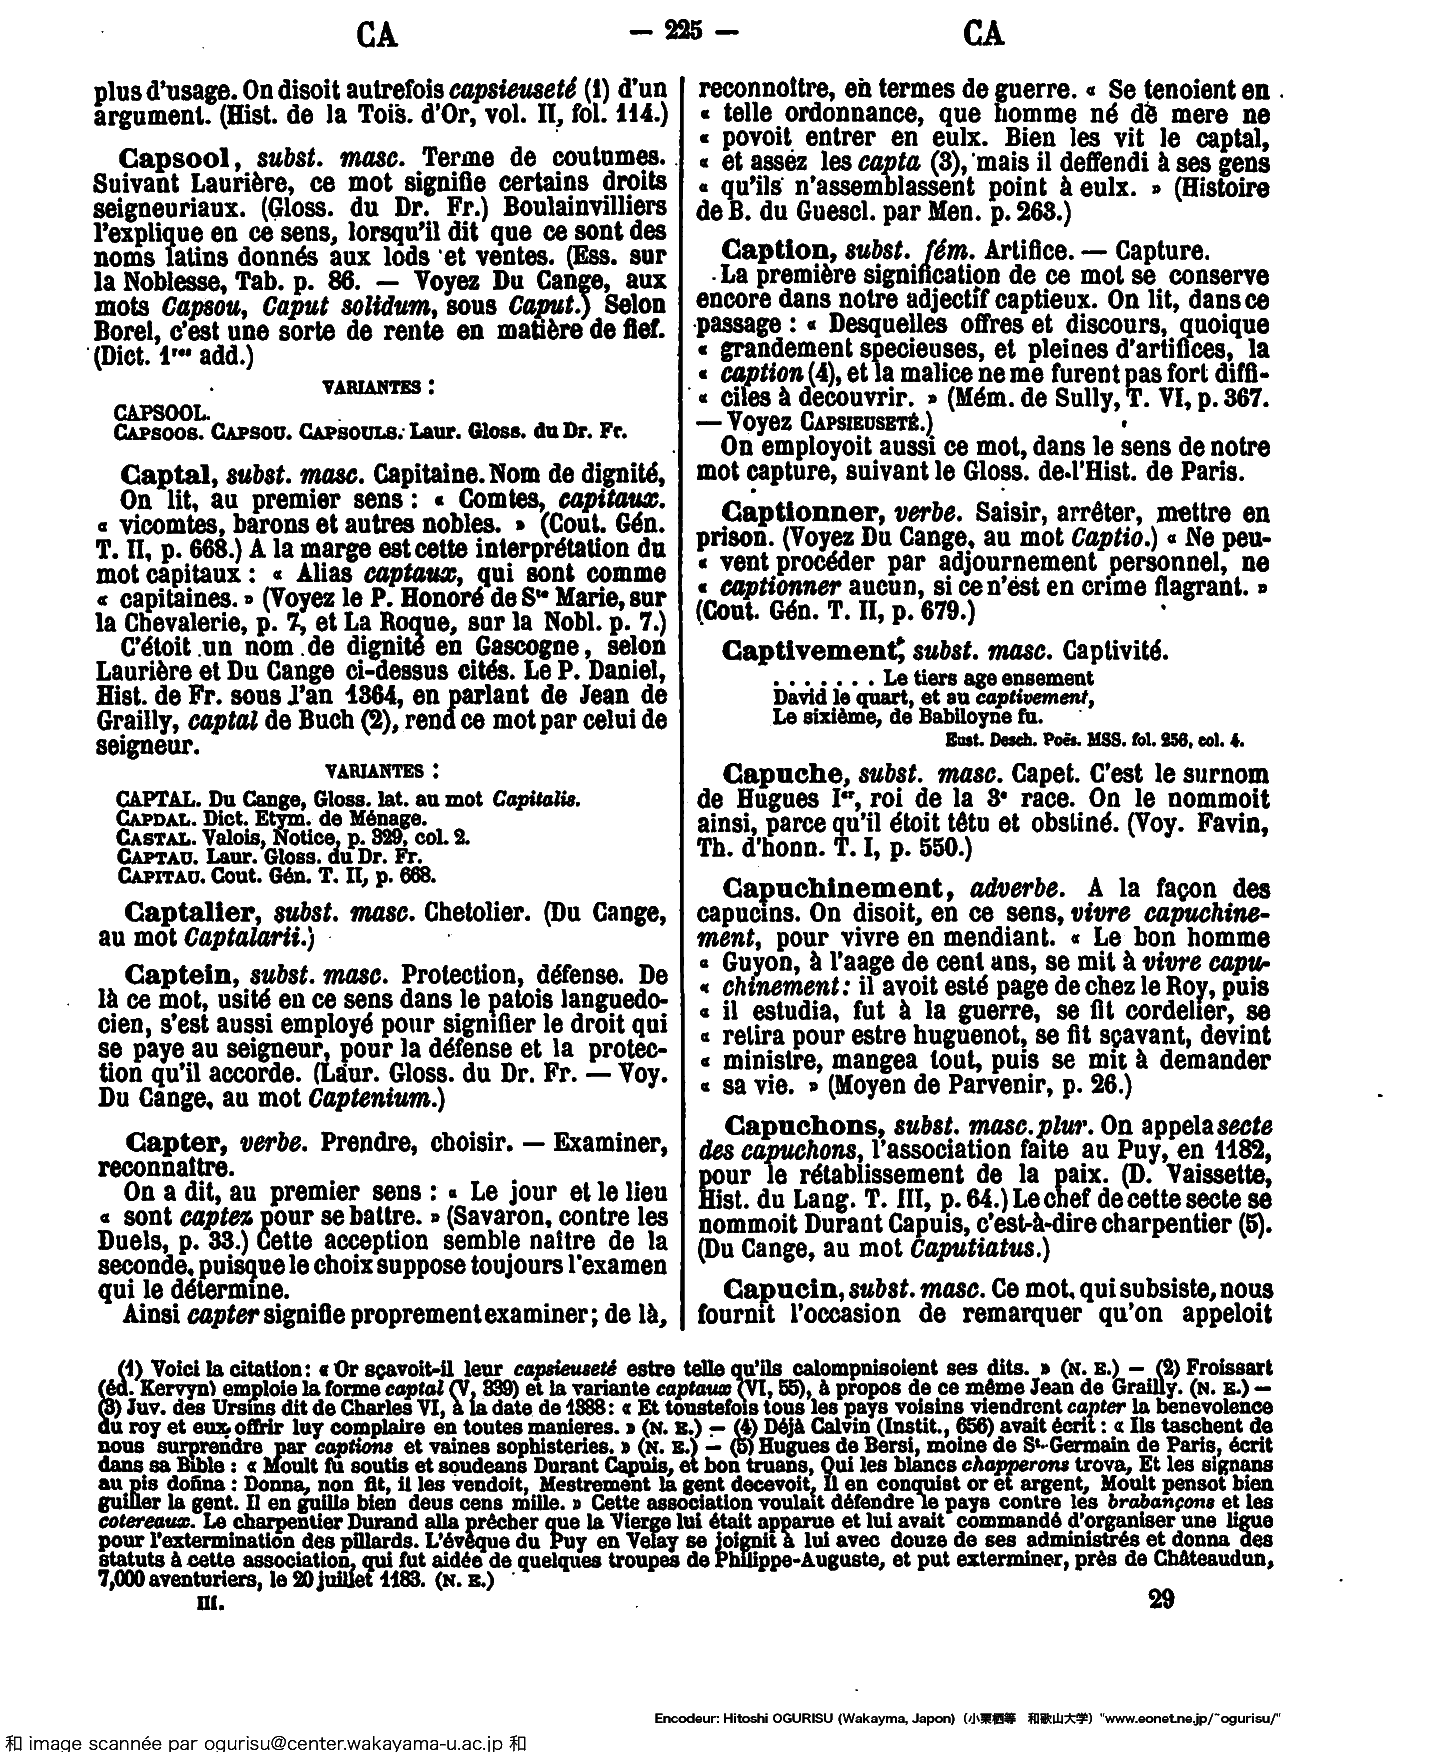 CA
— 225 —
CA
plus d'usage. On disoit autrefois capsieuseté (1) d'un
argument. (Hist. de la Tois. d'Or, vol. II, fol. 114.)
Capsool, subst. masc. Terme de coutumes.
Suivant Laurière, ce mot signifie certains droits
seigneuriaux. (Gloss. du Dr. Fr.) Boulainvilliers
l'explique en ce sens, lorsqu'il dit que ce sont des
noms latins donnés aux lods et ventes. (Ess. sur
la Noblesse, Tab. p. 86. — Voyez Du Cange, aux
mots Capsou, Caput solidum, sous Caput.) Selon
Borel, c'est une sorte de rente en matière de fief.
(Dict. 1res add.)
VARIANTES :
CAPSOOL.
CAPSOOS. CAPSOU. CAPSOULS. Laur. Gloss. du Dr. Fr.
Captal, subst. masc. Capitaine. Nom de dignité,
On lit, au premier sens : « Comtes, capitaux.
« vicomtes, barons et autres nobles. » (Cout. Gén.
T. II, p. 668.) A la marge est cette interprétation du
mot capitaux : « Alias captaux, qui sont comme
« capitaines. » (Voyez le P. Honoré de Ste Marie, sur
la Chevalerie, p. 7, et La Roque, sur la Nobl. p. 7.)
C'étoit un nom de dignité en Gascogne, selon
Laurière et Du Cange ci-dessus cités. Le P. Daniel,
Hist. de Fr. sous l'an 1364, en parlant de Jean de
Grailly, captal de Buch (2), rend ce mot par celui de
seigneur.
VARIANTES :
CAPTAL. Du Cange, Gloss. lat. au mot Capitalis.
CAPDAL. Dict. Etym. de Ménage.
CASTAL. Valois, Notice, p. 329, col. 2.
CAPTAU. Laur. Gloss. du Dr. Fr.
CAPITAU. Cout. Gén. T. II, p. 668.
Captalier, subst. masc. Chetolier. (Du Cange,
au mot Captalarii.)
Captein, subst. masc. Protection, défense. De
là ce mot, usité en ce sens dans le patois languedo-
cien, s'est aussi employé pour signifier le droit qui
se paye au seigneur, pour la défense et la protec-
tion qu'il accorde. (Laur. Gloss. du Dr. Fr. — Voy.
Du Cange, au mot Captenium.)
Capter, verbe. Prendre, choisir. — Examiner,
reconnaître.
On a dit, au premier sens : « Le jour et le lieu
« sont captez pour se battre. » (Savaron, contre les
Duels, p. 33.) Cette acception semble naître de la
seconde, puisque le choix suppose toujours l'examen
qui le détermine.
Ainsi capter signifie proprement examiner ; de là,
reconnoître, en termes de guerre. « Se tenoient en
« telle ordonnance, que homme né de mere ne
« povoit entrer en eulx. Bien les vit le captal,
« et assez les capta (3), mais il deffendi à ses gens
« qu'ils n'assemblassent point à eulx. » (Histoire
de B. du Guescl. par Men. p. 263.)
Caption, subst. fém. Artifice. — Capture.
La première signification de ce mot se conserve
encore dans notre adjectif captieux. On lit, dans ce
passage : « Desquelles offres et discours, quoique
« grandement specieuses, et pleines d'artifices, la
« caption (4), et la malice ne me furent pas fort diffi-
« ciles à decouvrir. » (Mém. de Sully, T. VI, p. 367.
— Voyez CAPSIEUSETÉ.)
On employoit aussi ce mot, dans le sens de notre
mot capture, suivant le Gloss. de l'Hist. de Paris.
Captionner, verbe. Saisir, arrêter, mettre en
prison. (Voyez Du Cange, au mot Captio.) « Ne peu-
« vent procéder par adjournement personnel, ne
« captionner aucun, si ce n'est en crime flagrant. »
(Cout. Gén. T. II, p. 679.)
Captivement, subst. masc. Captivité.
. . . . . . . Le tiers age ensement
David le quart, et au captivement,
Le sixième, de Babiloyne fu.
Eust. Desch. Poës. MSS. fol. 256, col. 4.
Capuche, subst. masc. Capet. C'est le surnom
de Hugues Ier, roi de la 3e race. On le nommoit
ainsi, parce qu'il étoit têtu et obstiné. (Voy. Favin,
Th. d'honn. T. I, p. 550.)
Capuchinement, adverbe. A la façon des
capucins. On disoit, en ce sens, vivre capuchine-
ment, pour vivre en mendiant. « Le bon homme
« Guyon, à l'aage de cent ans, se mit à vivre capu-
« chinement : il avoit esté page de chez le Roy, puis
« il estudia, fut à la guerre, se fit cordelier, se
« retira pour estre huguenot, se fit sçavant, devint
« ministre, mangea tout, puis se mit à demander
« sa vie. » (Moyen de Parvenir, p. 26.)
Capuchons, subst. masc. plur. On appela secte
des capuchons, l'association faite au Puy, en 1182,
pour le rétablissement de la paix. (D. Vaissette,
Hist. du Lang. T. III, p. 64.) Le chef de cette secte se
nommoit Durant Capuis, c'est-à-dire charpentier (5).
(Du Cange, au mot Caputiatus.)
Capucin, subst. masc. Ce mot, qui subsiste, nous
fournit l'occasion de remarquer qu'on appeloit
(1) Voici la citation : « Or sçavoit-il leur capsieuseté estre telle qu'ils calompnisoient ses dits. » (N. E.) — (2) Froissart
(éd. Kervyn) emploie la forme captal (V, 339) et la variante captaux (VI, 55), à propos de ce même Jean de Grailly. (N. E.) —
(3) Juv. des Ursins dit de Charles VI, à la date de 1388 : « Et toustefois tous les pays voisins viendrent capter la benevolence
du roy et eux offrir luy complaire en toutes manieres. » (N. E.) — (4) Déjà Calvin (Instit., 656) avait écrit : « Ils taschent de
nous surprendre par captions et vaines sophisteries. » (N. E.) — (5) Hugues de Bersi, moine de St-Germain de Paris, écrit
dans sa Bible : « Moult fu soutis et soudeans Durant Capuis, et bon truans, Qui les blancs chapperons trova, Et les signans
au pis donna : Donna, non fit, il les vendoit, Mestrement la gent decevoit, Il en conquist or et argent, Moult pensot bien
guiller la gent. Il en guilla bien deus cens mille. » Cette association voulait défendre le pays contre les brabançons et les
cotereaux. Le charpentier Durand alla prêcher que la Vierge lui était apparue et lui avait commandé d'organiser une ligue
pour l'extermination des pillards. L'évêque du Puy en Velay se joignit à lui avec douze de ses administrés et donna des
statuts à cette association, qui fut aidée de quelques troupes de Philippe-Auguste, et put exterminer, près de Châteaudun,
7,000 aventuriers, le 20 juillet 1183. (N. E.)
III.
29
Encodeur: Hitoshi OGURISU (Wakayma, Japon) (小栗栖等 和歌山大学) "www.eonet.ne.jp/~ogurisu/"
和 image scannée par ogurisu@center.wakayama-u.ac.jp 和